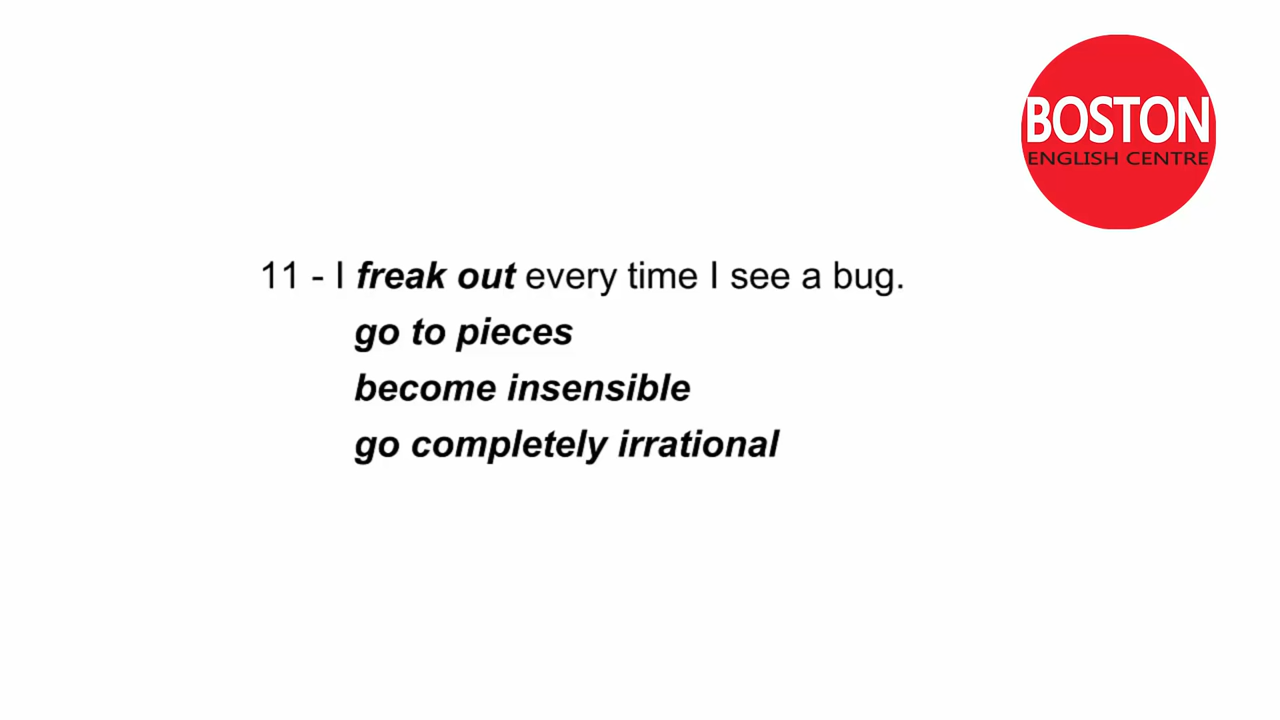 BOSTON
ENGLISH CENTRE
11 - I freak out every time I see a bug.
go to pieces
become insensible
go completely irrational